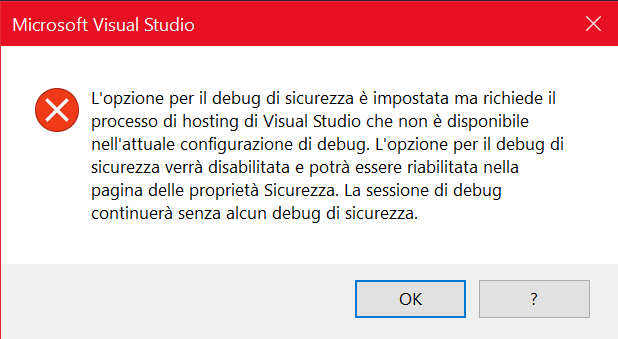 Microsoft Visual Studio
L'opzione per il debug di sicurezza è impostata ma richiede il
processo di hosting di Visual Studio che non è disponibile
nell'attuale configurazione di debug. L'opzione per il debug di
sicurezza verrà disabilitata e potrà essere riabilitata nella
pagina delle proprietà Sicurezza. La sessione di debug
continuerà senza alcun debug di sicurezza.
OK
?